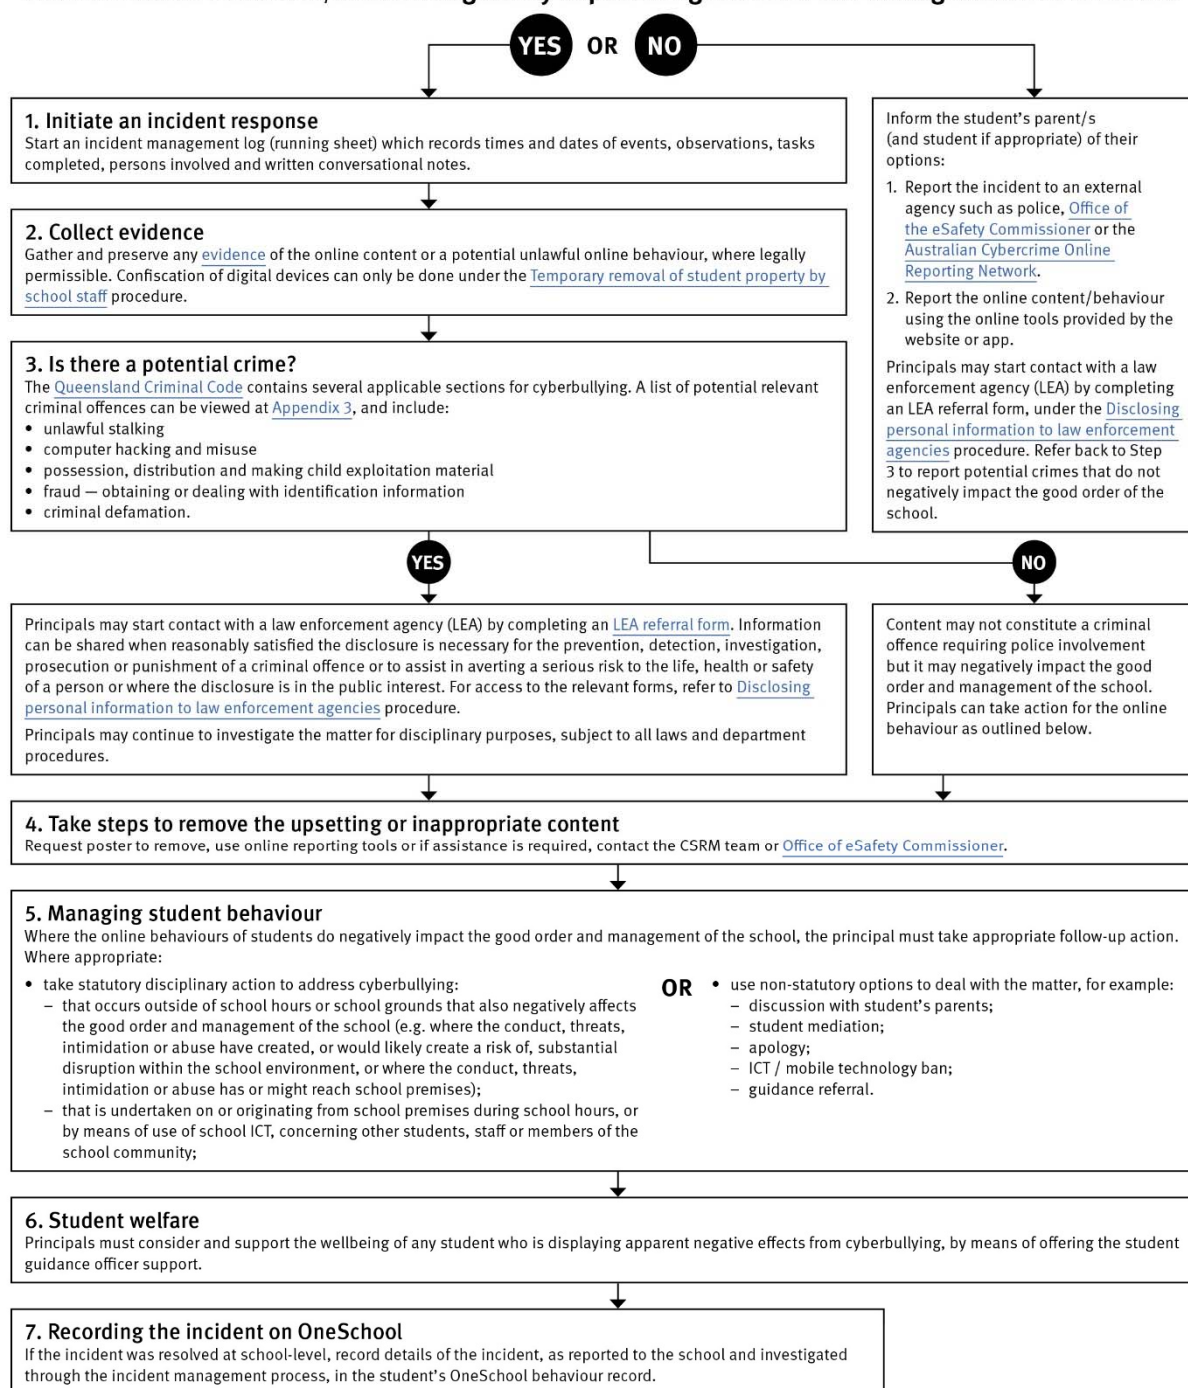 YES OR NO
1. Initiate an incident response
Start an incident management log (running sheet) which records times and dates of events, observations, tasks
completed, persons involved and written conversational notes.
2. Collect evidence
Gather and preserve any evidence of the online content or a potential unlawful online behaviour, where legally
permissible. Confiscation of digital devices can only be done under the Temporary removal of student property by
school staff procedure.
3. Is there a potential crime?
The Queensland Criminal Code contains several applicable sections for cyberbullying. A list of potential relevant
criminal offences can be viewed at Appendix 3, and include:
• unlawful stalking
• computer hacking and misuse
• possession, distribution and making child exploitation material
• fraud — obtaining or dealing with identification information
• criminal defamation.
Inform the student's parent/s
(and student if appropriate) of their
options:
1. Report the incident to an external
agency such as police, Office of
the eSafety Commissioner or the
Australian Cybercrime Online
Reporting Network.
2. Report the online content/behaviour
using the online tools provided by the
website or app.
Principals may start contact with a law
enforcement agency (LEA) by completing
an LEA referral form, under the Disclosing
personal information to law enforcement
agencies procedure. Refer back to Step
3 to report potential crimes that do not
negatively impact the good order of the
school.
YES
NO
Principals may start contact with a law enforcement agency (LEA) by completing an LEA referral form. Information
can be shared when reasonably satisfied the disclosure is necessary for the prevention, detection, investigation,
prosecution or punishment of a criminal offence or to assist in averting a serious risk to the life, health or safety
of a person or where the disclosure is in the public interest. For access to the relevant forms, refer to Disclosing
personal information to law enforcement agencies procedure.
Principals may continue to investigate the matter for disciplinary purposes, subject to all laws and department
procedures.
Content may not constitute a criminal
offence requiring police involvement
but it may negatively impact the good
order and management of the school.
Principals can take action for the online
behaviour as outlined below.
4. Take steps to remove the upsetting or inappropriate content
Request poster to remove, use online reporting tools or if assistance is required, contact the CSRM team or Office of eSafety Commissioner.
5. Managing student behaviour
Where the online behaviours of students do negatively impact the good order and management of the school, the principal must take appropriate follow-up action.
Where appropriate:
• take statutory disciplinary action to address cyberbullying:
– that occurs outside of school hours or school grounds that also negatively affects
the good order and management of the school (e.g. where the conduct, threats,
intimidation or abuse have created, or would likely create a risk of, substantial
disruption within the school environment, or where the conduct, threats,
intimidation or abuse has or might reach school premises);
– that is undertaken on or originating from school premises during school hours, or
by means of use of school ICT, concerning other students, staff or members of the
school community;
OR
• use non-statutory options to deal with the matter, for example:
– discussion with student's parents;
– student mediation;
– apology;
– ICT / mobile technology ban;
– guidance referral.
6. Student welfare
Principals must consider and support the wellbeing of any student who is displaying apparent negative effects from cyberbullying, by means of offering the student
guidance officer support.
7. Recording the incident on OneSchool
If the incident was resolved at school-level, record details of the incident, as reported to the school and investigated
through the incident management process, in the student's OneSchool behaviour record.